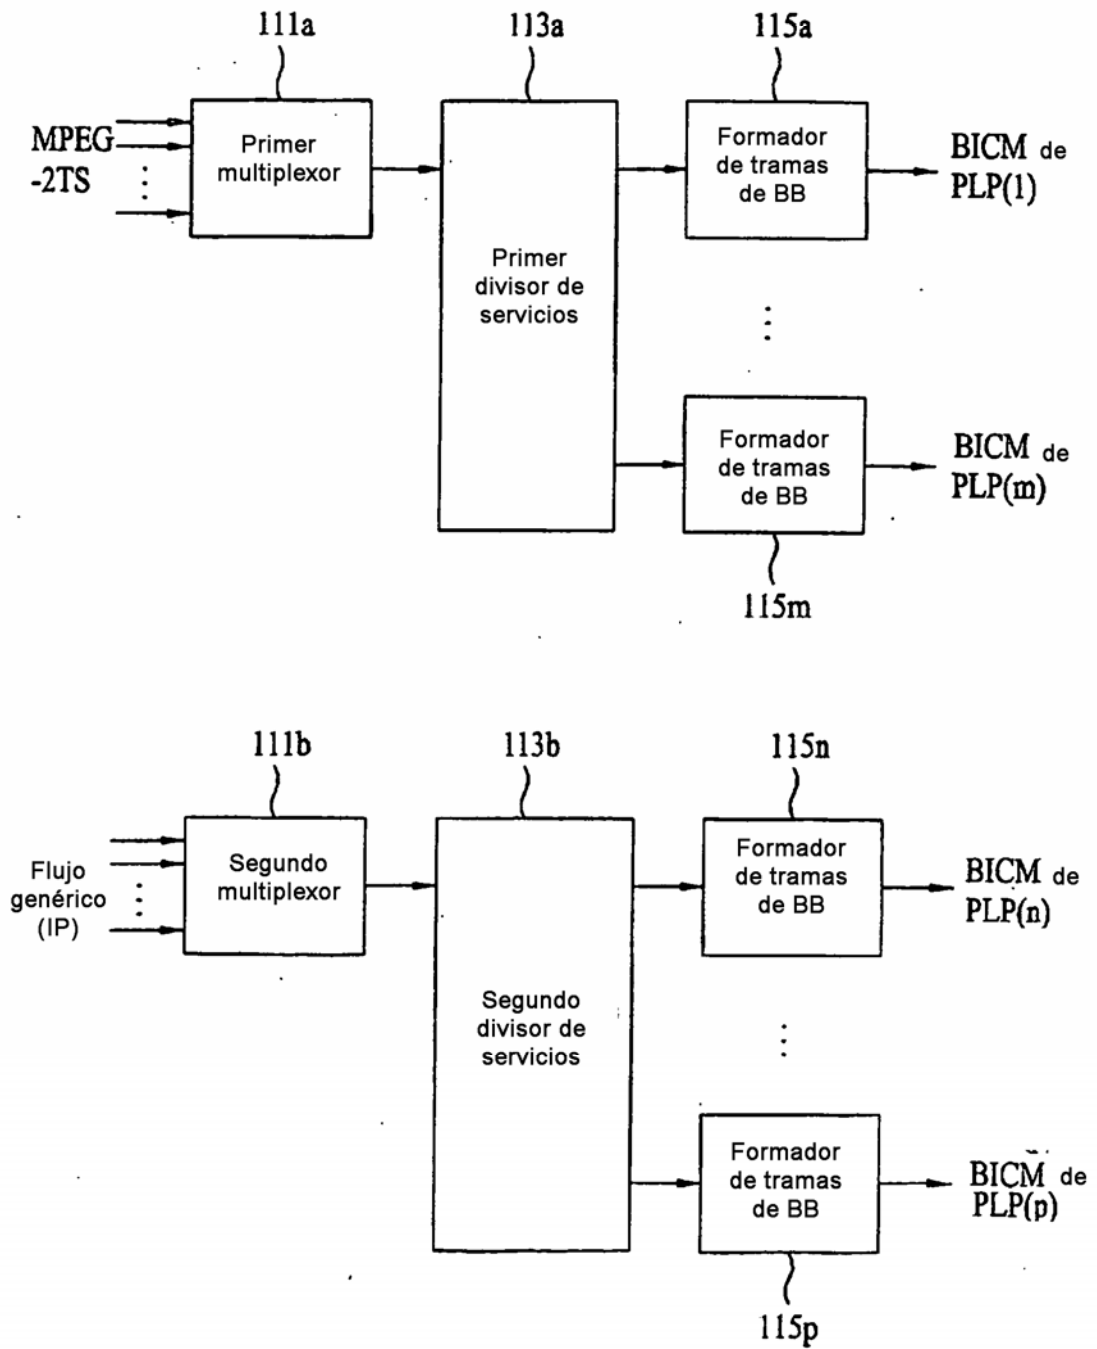 111a
113a
115a
MPEG
-2TS
Primer
multiplexor
Primer
divisor de
servicios
Formador
de tramas
de BB
BICM de
PLP(1)
Formador
de tramas
de BB
BICM de
PLP(m)
115m
111b
113b
115n
Flujo
genérico
(IP)
Segundo
multiplexor
Segundo
divisor de
servicios
Formador
de tramas
de BB
BICM de
PLP(n)
Formador
de tramas
de BB
BICM de
PLP(p)
115p